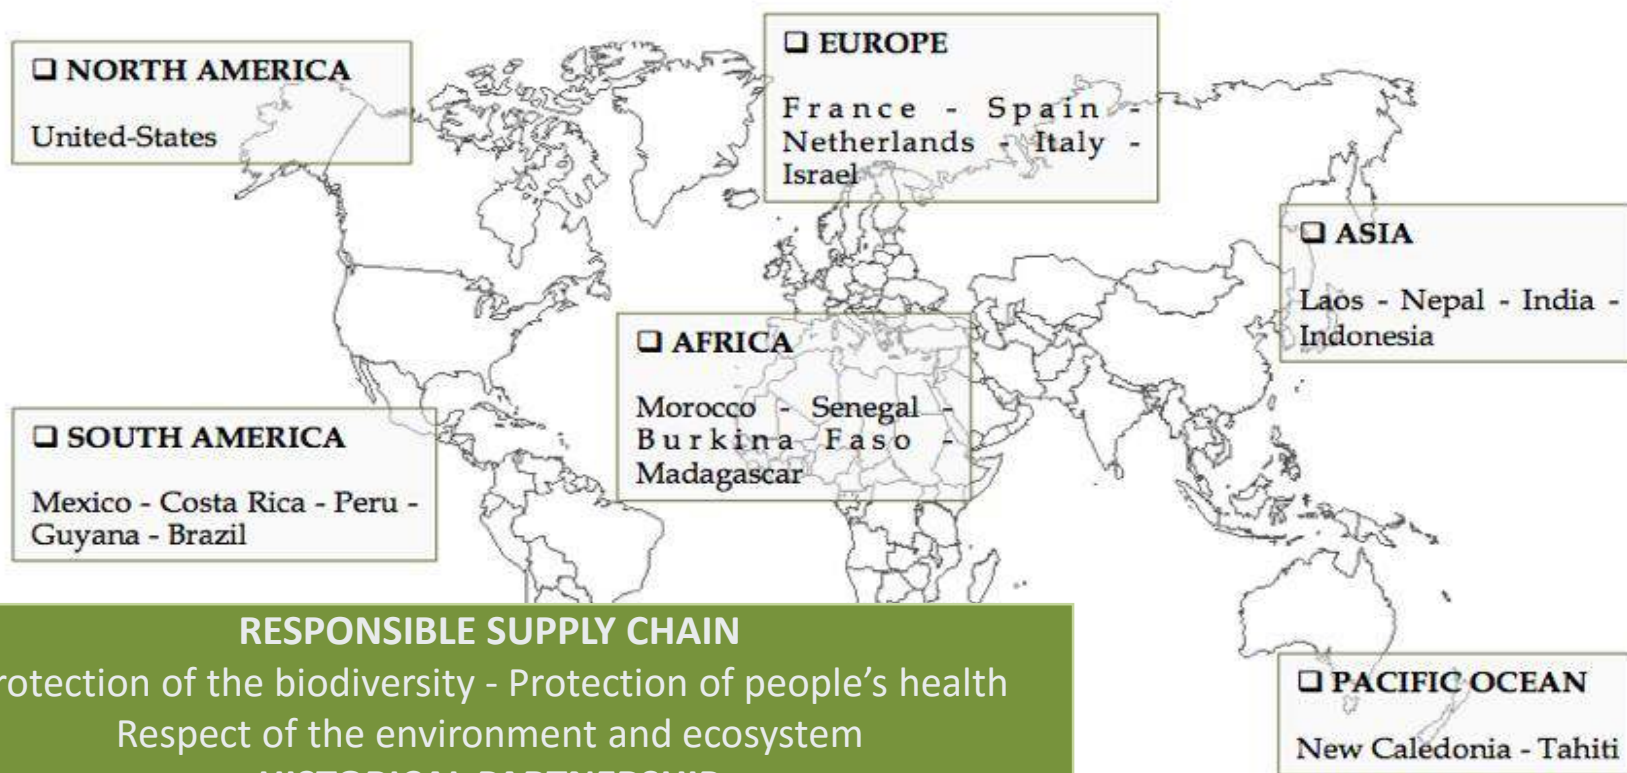 ❑ NORTH AMERICA
United-States
❑ EUROPE
France - Spain -
Netherlands - Italy -
Israel
❑ ASIA
Laos - Nepal - India -
Indonesia
❑ AFRICA
Morocco - Senegal -
Burkina Faso -
Madagascar
❑ SOUTH AMERICA
Mexico - Costa Rica - Peru -
Guyana - Brazil
RESPONSIBLE SUPPLY CHAIN
rotection of the biodiversity - Protection of people's health
Respect of the environment and ecosystem
HISTORICAL PARTNERSHIP
❑ PACIFIC OCEAN
New Caledonia - Tahiti